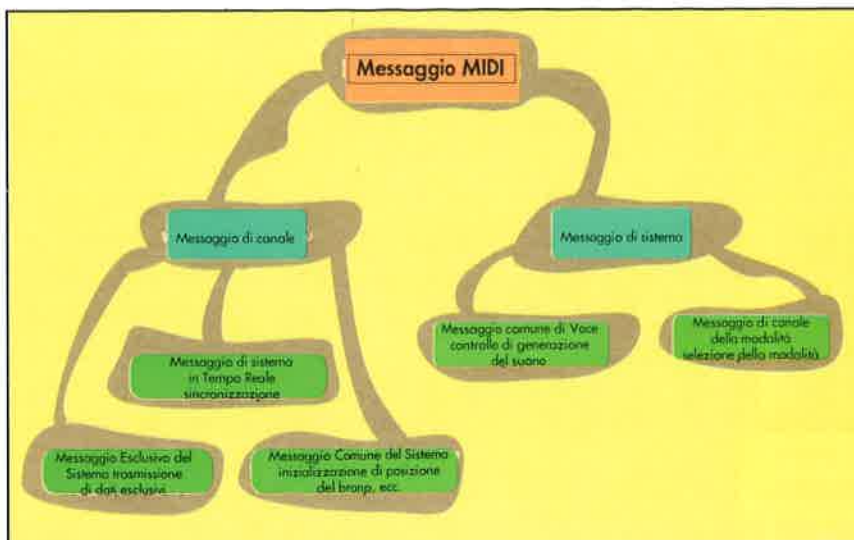 Messaggio MIDI
Messaggio di canale
Messaggio di sistema
Messaggio di sistema
in Tempo Reale
sincronizzazione
Messaggio comune di Voce
controllo di generazione
del suono
Messaggio di canale
della modalità
selezione della modalità
Messaggio Esclusivo del
Sistema trasmissione
di dati esclusivi
Messaggio Comune del Sistema
inizializzazione di posizione
del branp, ecc.